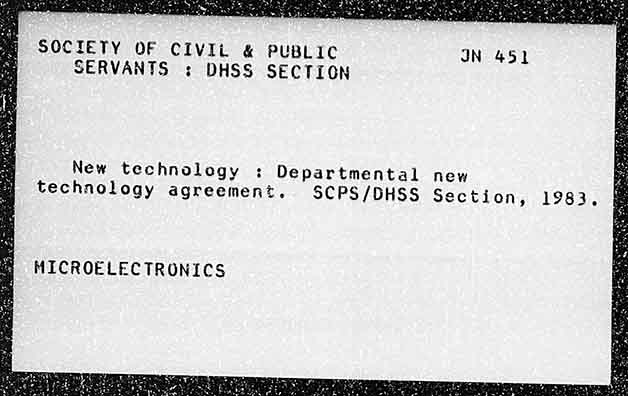 SOCIETY OF CIVIL & PUBLIC JN 451
SERVANTS : DHSS SECTION
New technology : Departmental new
technology agreement. SCPS/DHSS Section, 1983.
MICROELECTRONICS